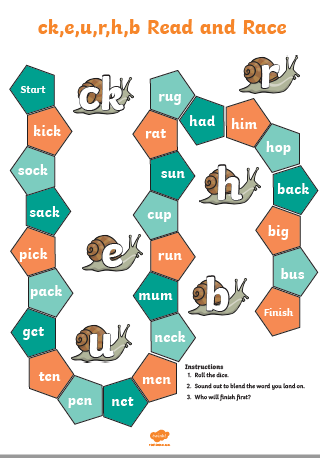 ck,e,u,r,h,b Read and Race
Start
kick
sock
sack
pick
pack
get
ten
pen
net
men
neck
mum
run
cup
sun
rat
rug
had
him
hop
back
big
bus
Finish
ck
r
h
e
b
u
Instructions
1. Roll the dice.
2. Sound out to blend the word you land on.
3. Who will finish first?